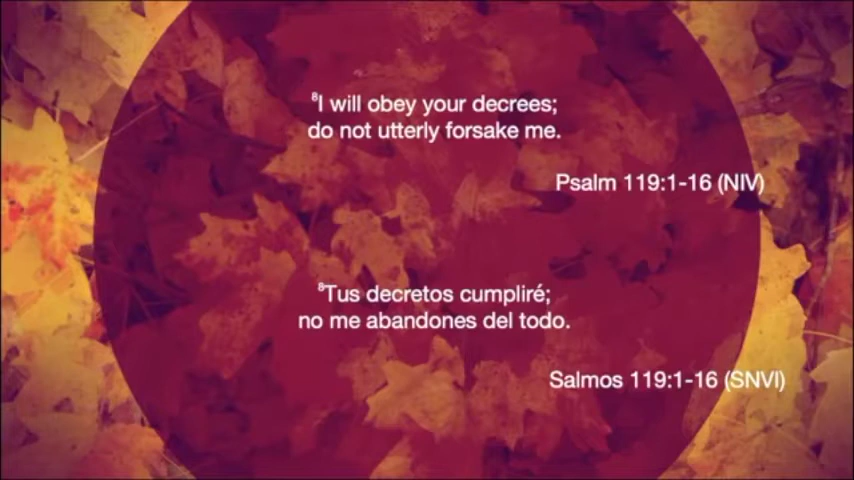 ⁸I will obey your decrees;
do not utterly forsake me.
Psalm 119:1-16 (NIV)
⁸Tus decretos cumpliré;
no me abandones del todo.
Salmos 119:1-16 (SNVI)